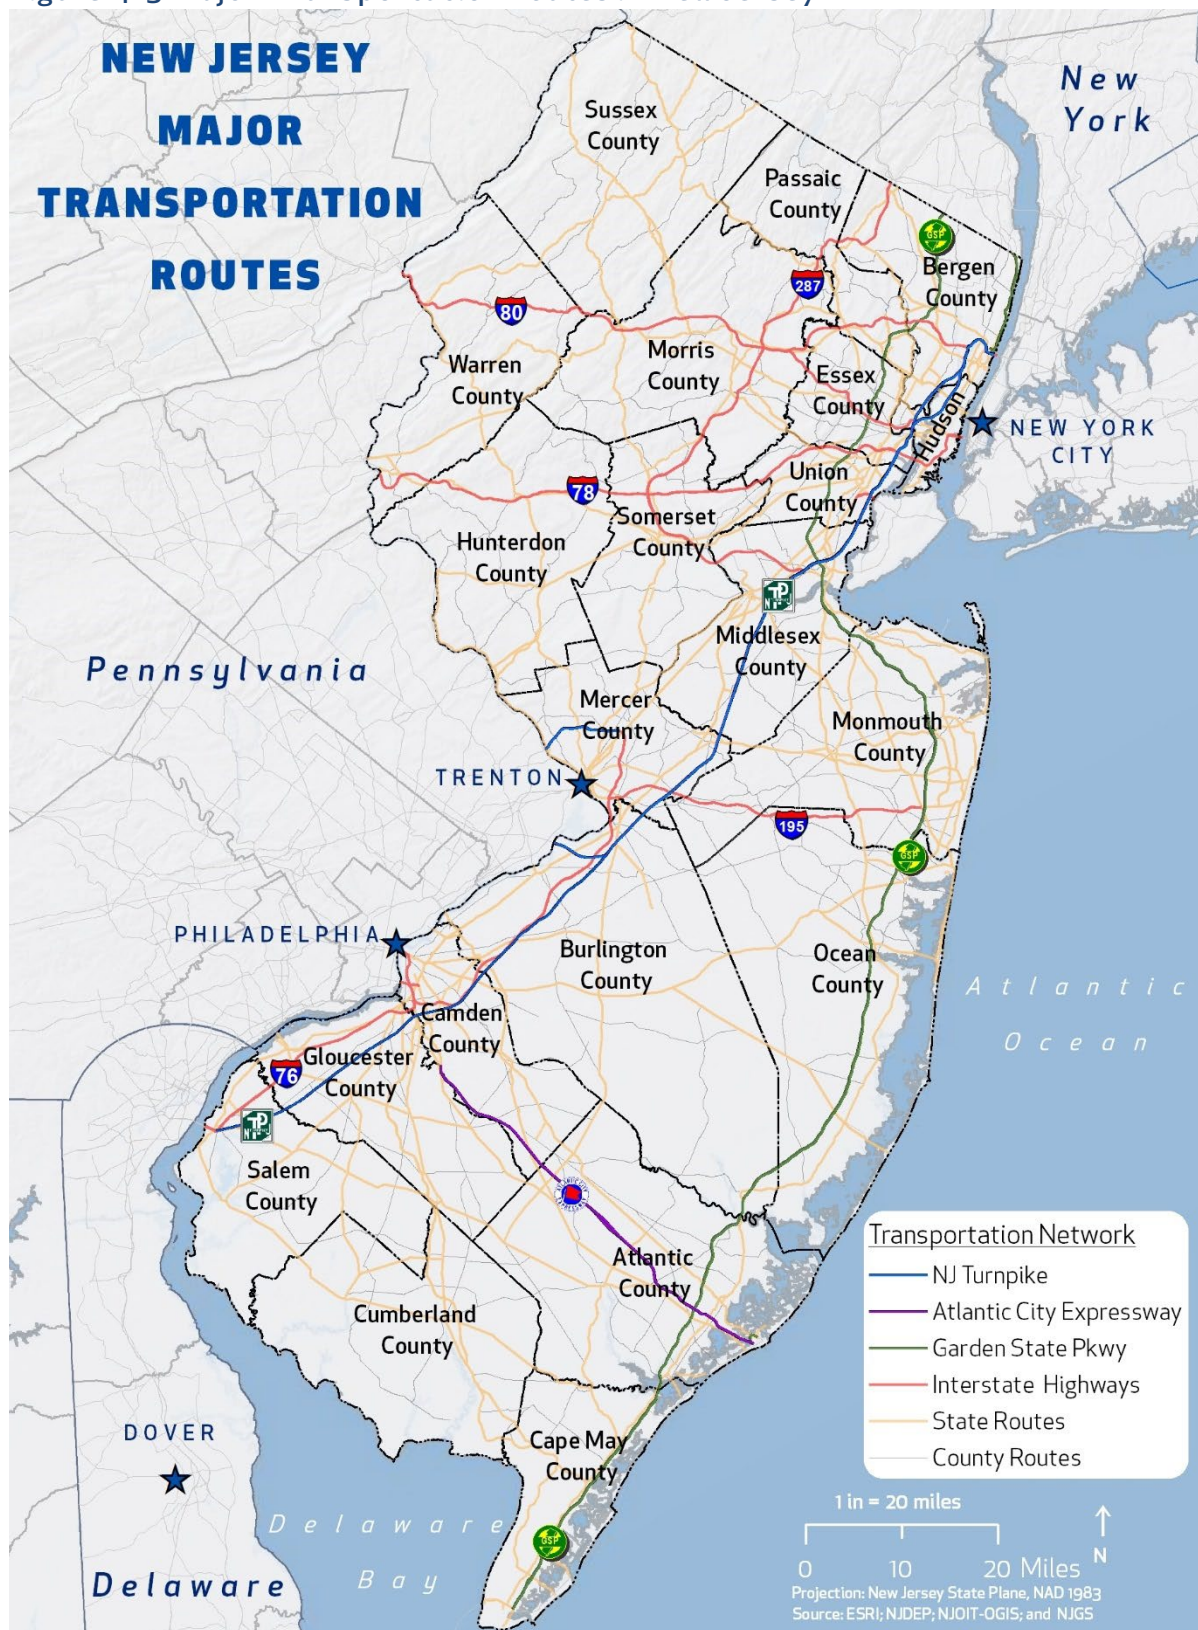 NEW JERSEY
MAJOR
TRANSPORTATION
ROUTES
New
York
Sussex
County
Passaic
County
GSP
Bergen
County
287
80
Warren
County
Morris
County
Essex
County
Hudson
NEW YORK
CITY
78
Union
County
Somerset
County
Hunterdon
County
Middlesex
County
Pennsylvania
Mercer
County
Monmouth
County
TRENTON
195
GSP
PHILADELPHIA
Burlington
County
Ocean
County
Atlantic
Ocean
Camden
County
Gloucester
County
76
Salem
County
Atlantic
County
Cumberland
County
Cape May
County
GSP
DOVER
Delaware
Delaware
Bay
Transportation Network
NJ Turnpike
Atlantic City Expressway
Garden State Pkwy
Interstate Highways
State Routes
County Routes
1 in = 20 miles
0 10 20 Miles
N
Projection: New Jersey State Plane, NAD 1983
Source: ESRI; NJDEP; NJOIT-OGIS; and NJGS